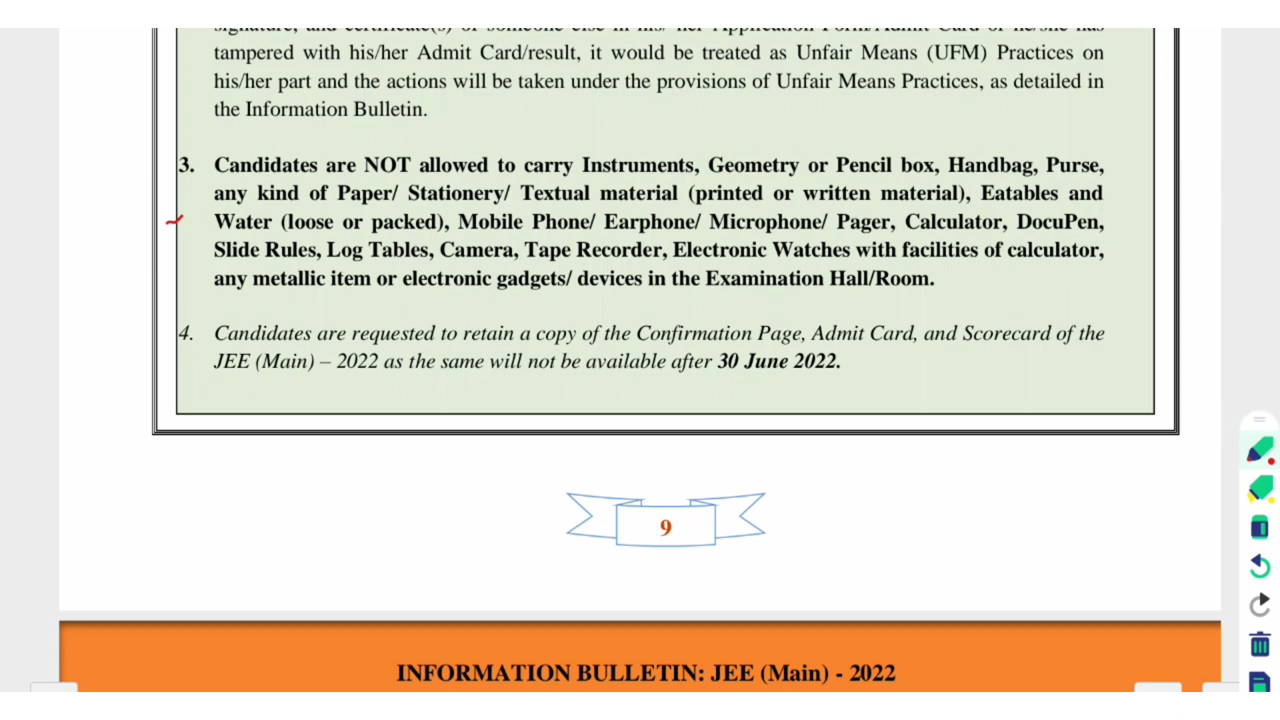 tampered with his/her Admit Card/result, it would be treated as Unfair Means (UFM) Practices on
his/her part and the actions will be taken under the provisions of Unfair Means Practices, as detailed in
the Information Bulletin.
3. Candidates are NOT allowed to carry Instruments, Geometry or Pencil box, Handbag, Purse,
any kind of Paper/ Stationery/ Textual material (printed or written material), Eatables and
Water (loose or packed), Mobile Phone/ Earphone/ Microphone/ Pager, Calculator, DocuPen,
Slide Rules, Log Tables, Camera, Tape Recorder, Electronic Watches with facilities of calculator,
any metallic item or electronic gadgets/ devices in the Examination Hall/Room.
4. Candidates are requested to retain a copy of the Confirmation Page, Admit Card, and Scorecard of the
JEE (Main) – 2022 as the same will not be available after 30 June 2022.
9
INFORMATION BULLETIN: JEE (Main) - 2022